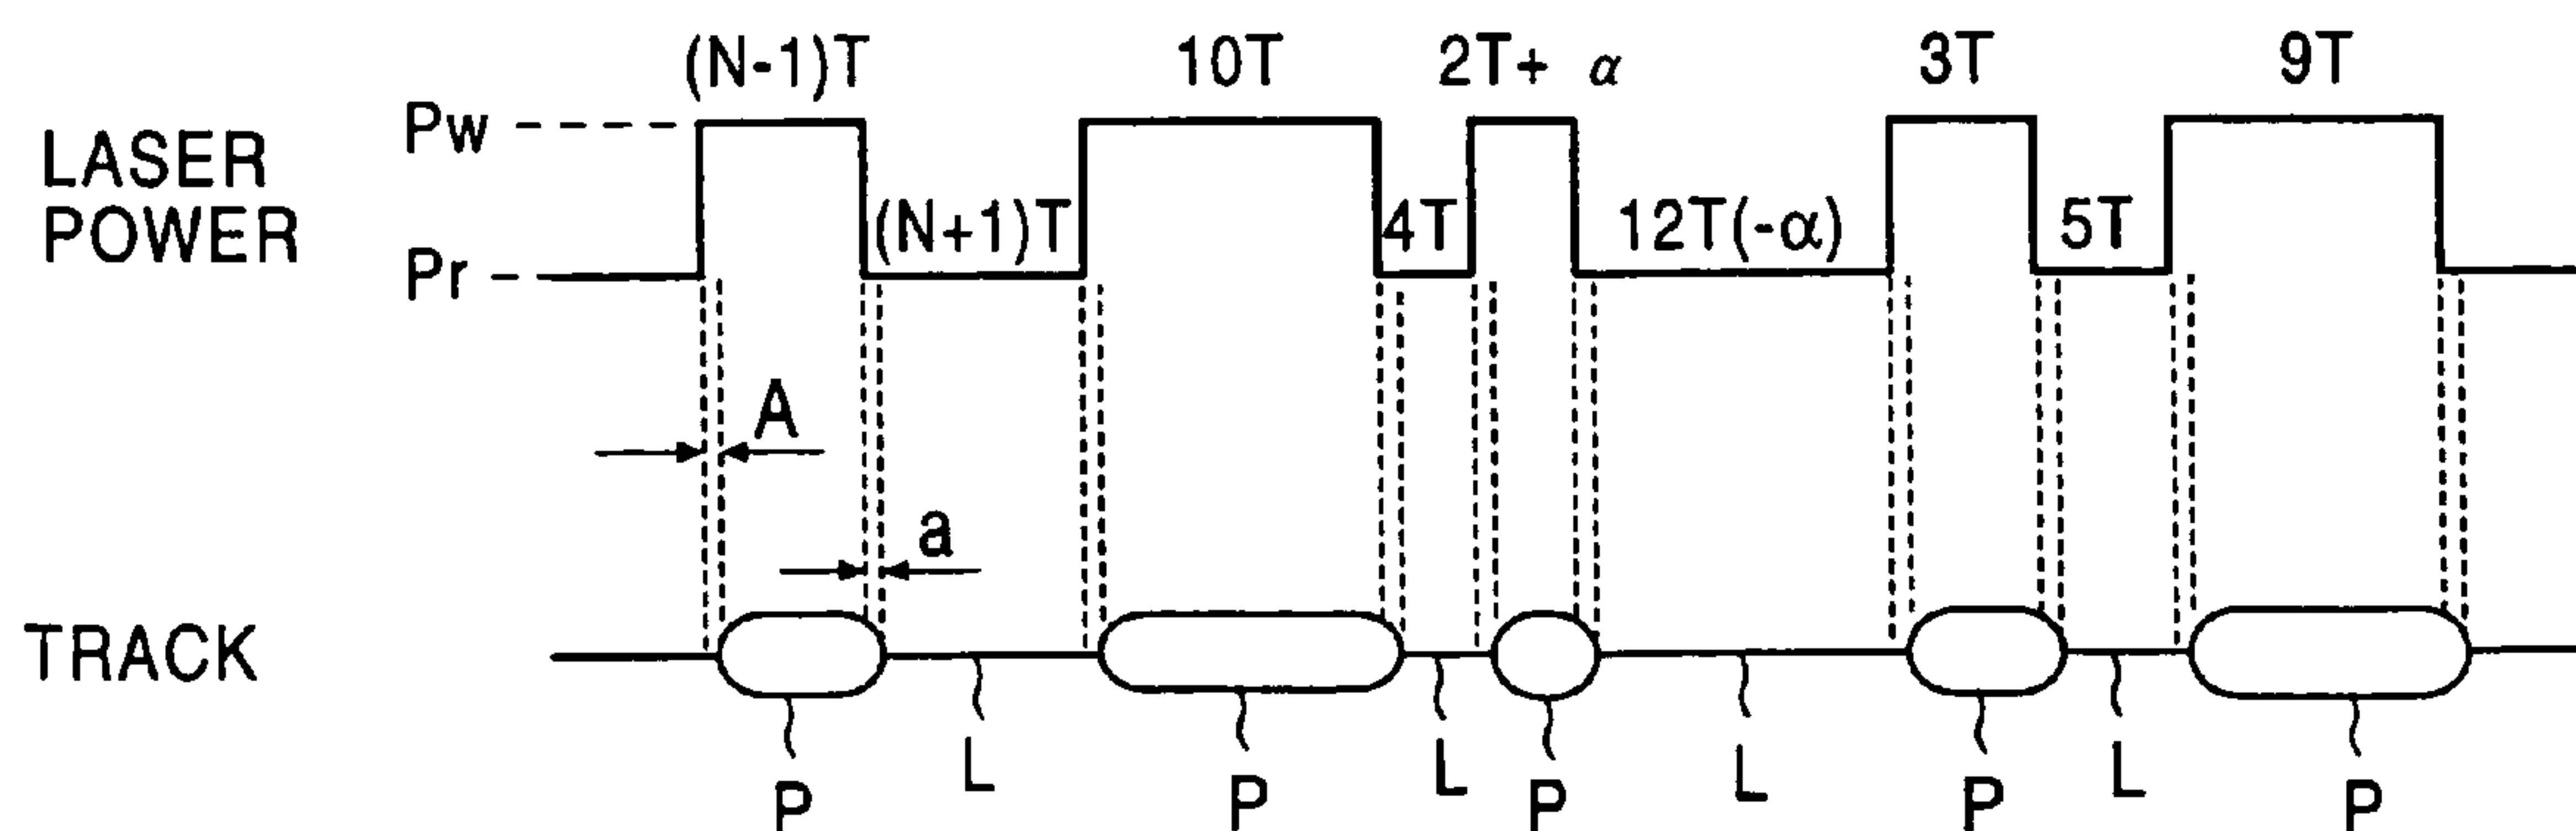 (N-1)T 10T 2T+ α 3T 9T
Pw
LASER
POWER
(N+1)T 4T 12T(-α) 5T
Pr
A
a
TRACK
L L L L
P P P P P